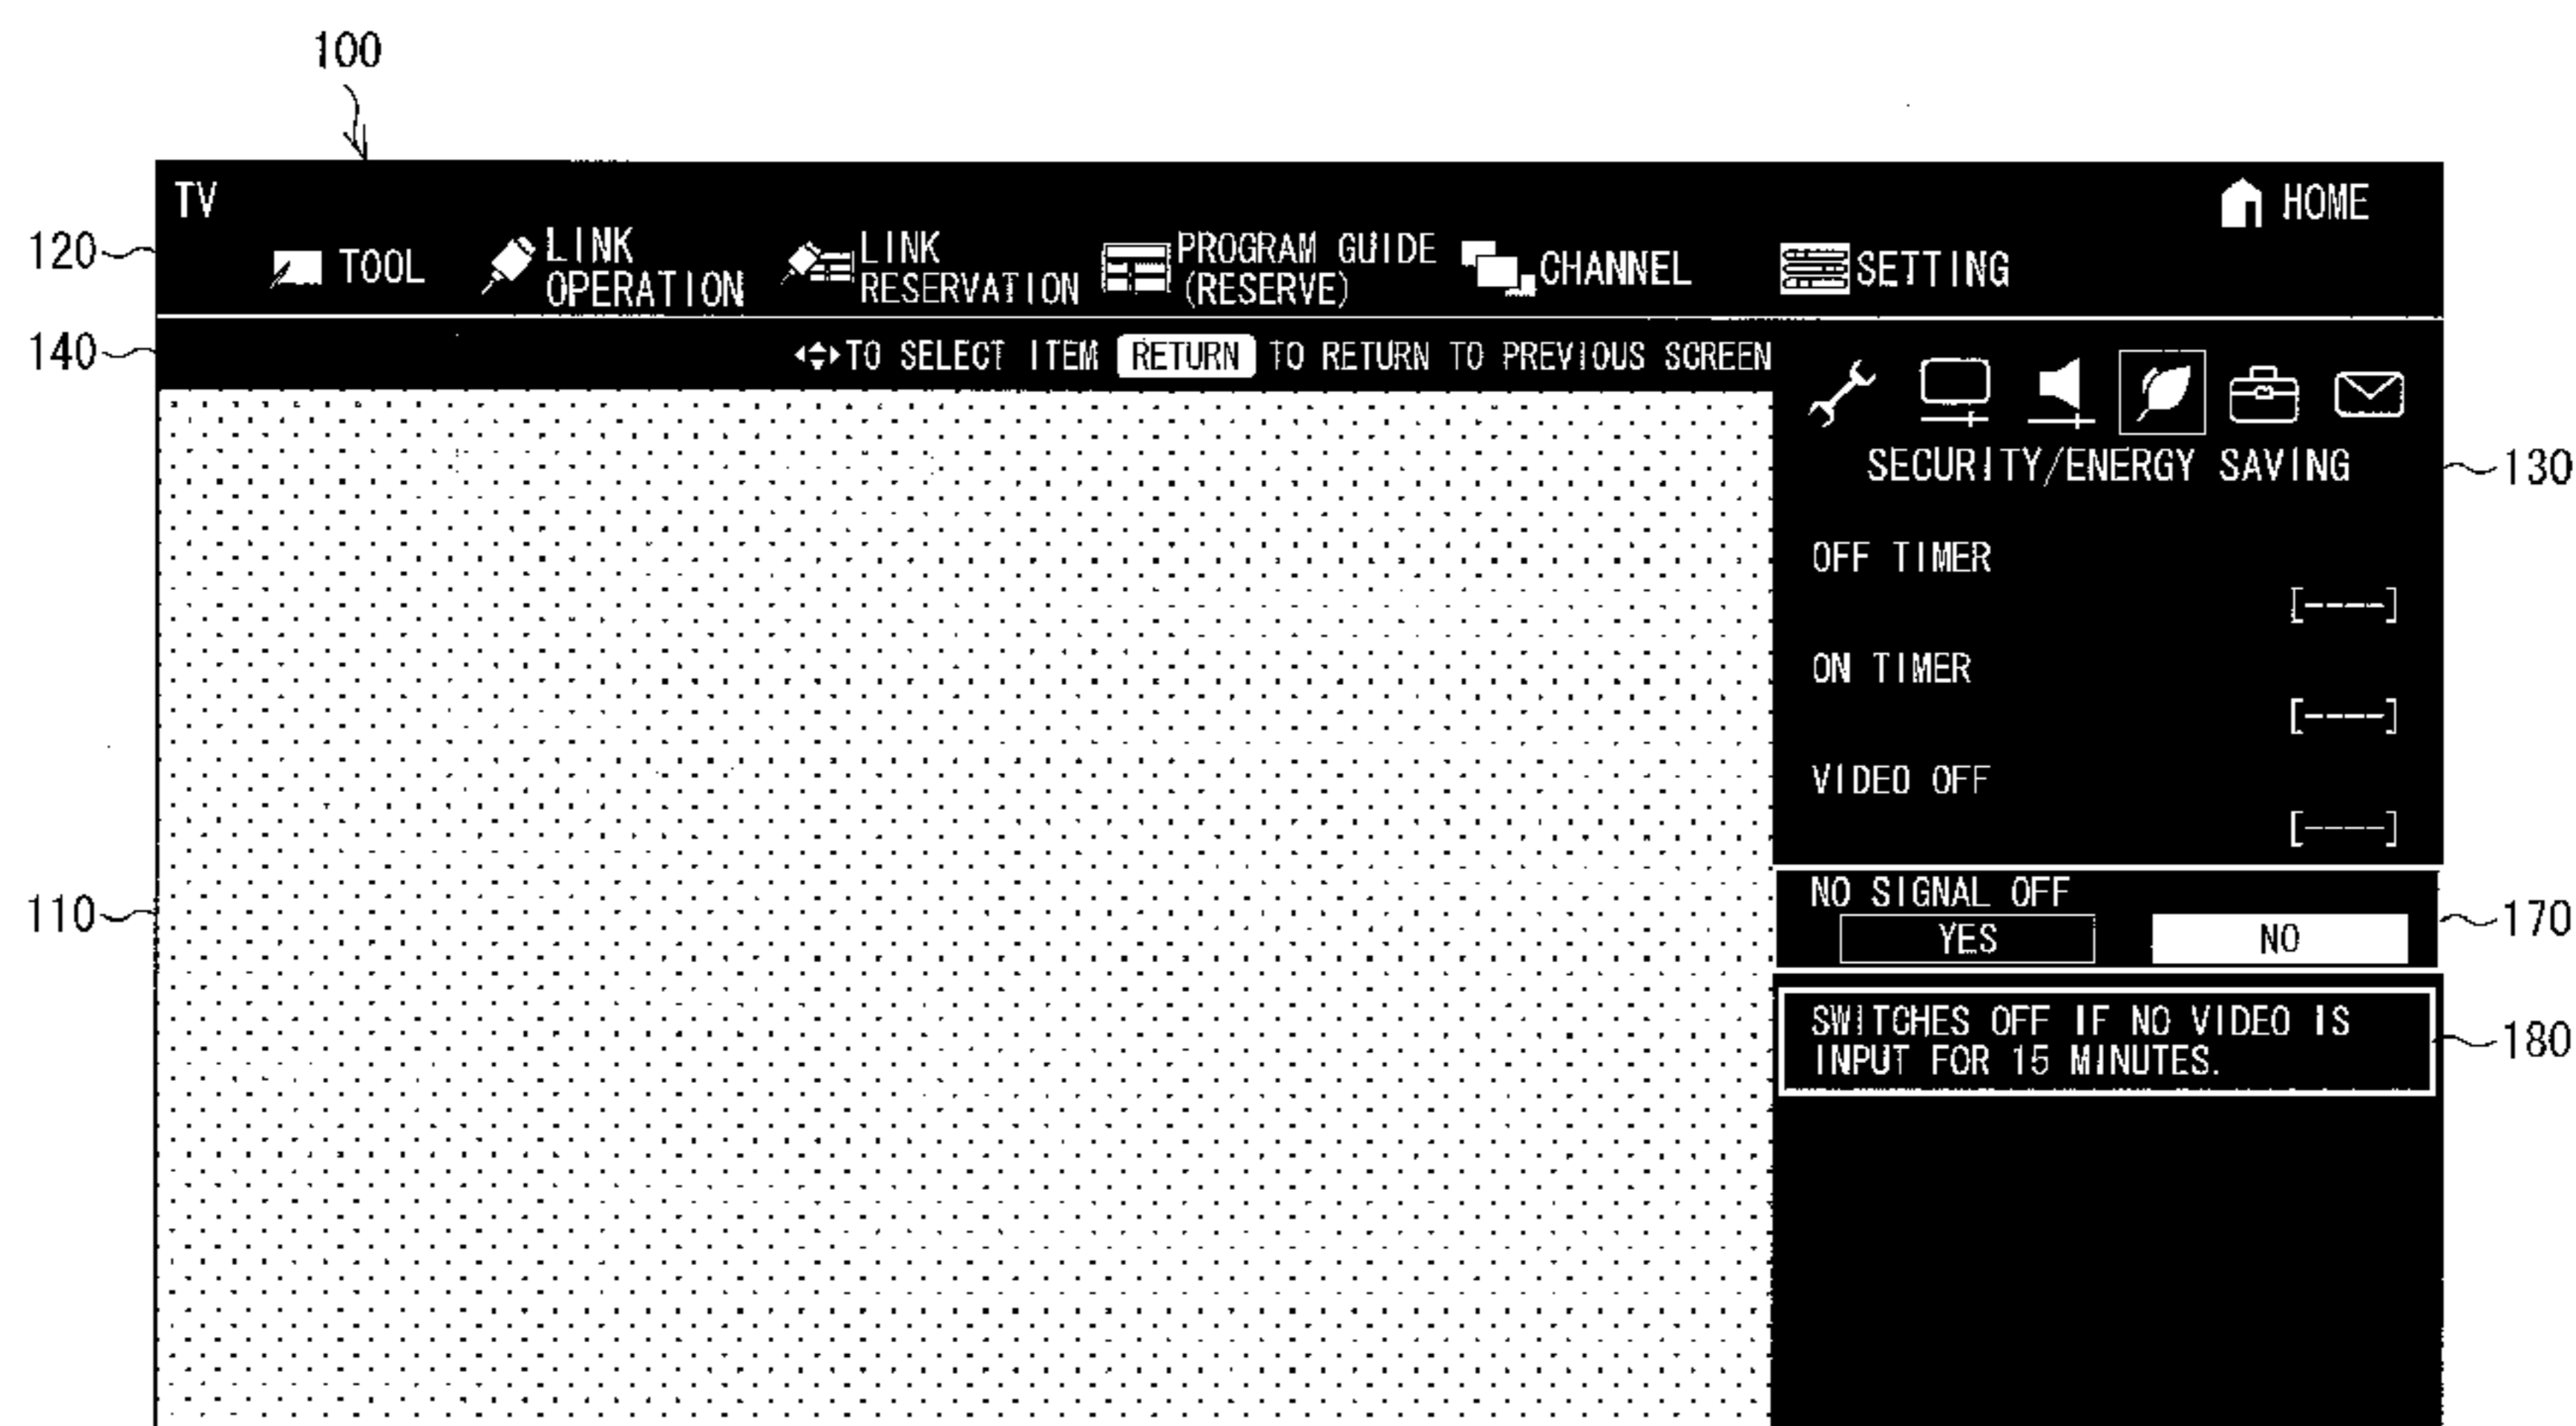 100
TV
HOME
120
TOOL
LINK
OPERATION
LINK
RESERVATION
PROGRAM GUIDE
(RESERVE)
CHANNEL
SETTING
140
TO SELECT ITEM RETURN TO RETURN TO PREVIOUS SCREEN
SECURITY/ENERGY SAVING
130
OFF TIMER
[----]
ON TIMER
[----]
VIDEO OFF
[----]
110
NO SIGNAL OFF
YES NO
170
SWITCHES OFF IF NO VIDEO IS
INPUT FOR 15 MINUTES.
180